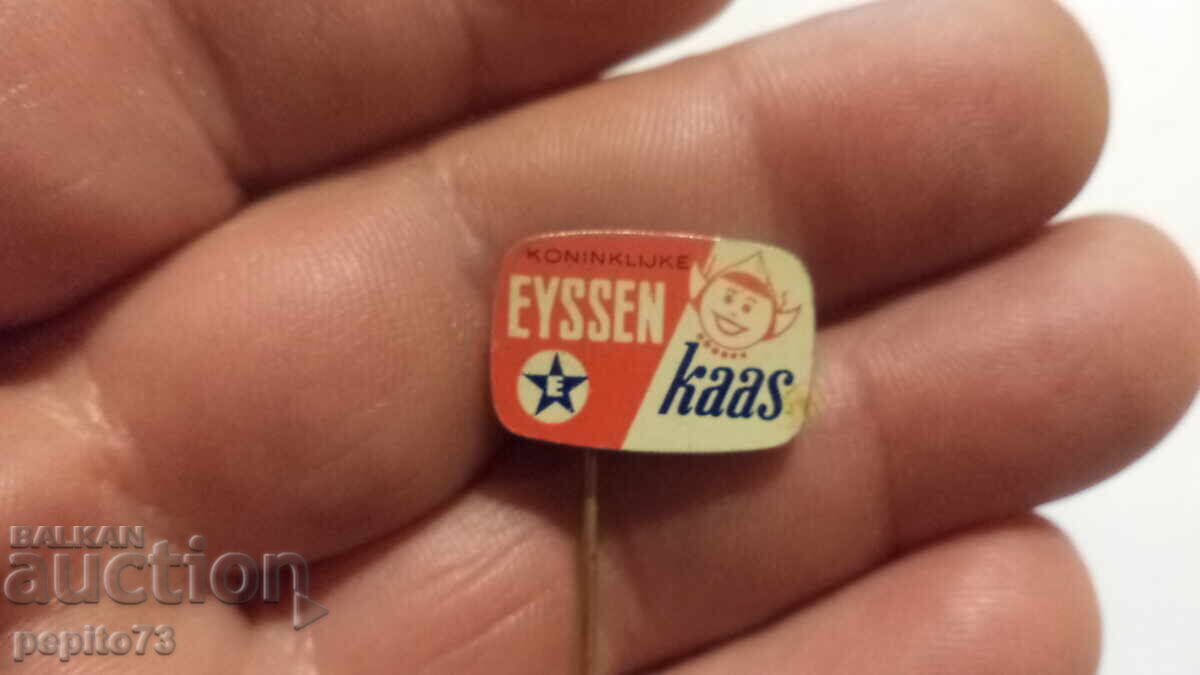 KONINKLIJKE
EYSSEN
E
kaas
BALKAN
auction
pepito73